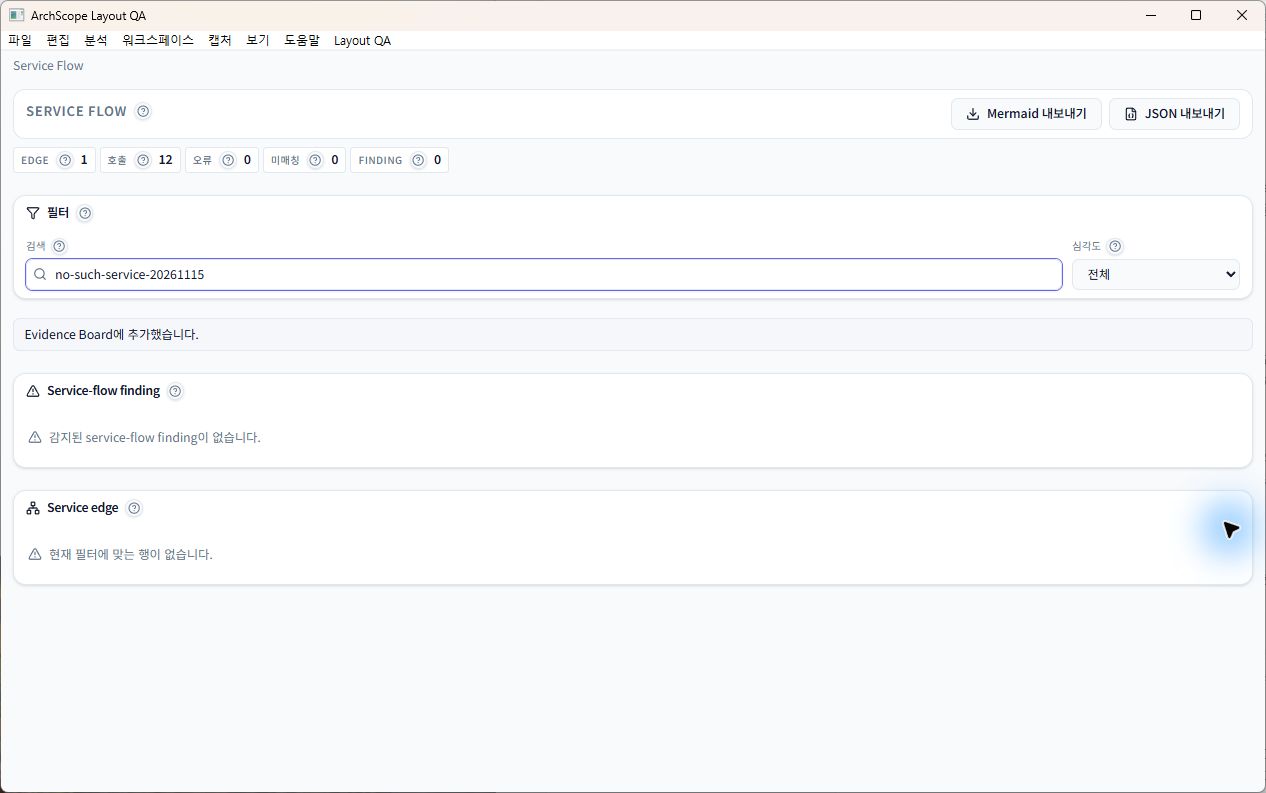 ArchScope Layout QA
파일 편집 분석 워크스페이스 캡처 보기 도움말 Layout QA
Service Flow
SERVICE FLOW
Mermaid 내보내기 JSON 내보내기
EDGE 1 호출 12 오류 0 미매칭 0 FINDING 0
필터
검색 심각도
no-such-service-20261115 전체
Evidence Board에 추가했습니다.
Service-flow finding
감지된 service-flow finding이 없습니다.
Service edge
현재 필터에 맞는 행이 없습니다.